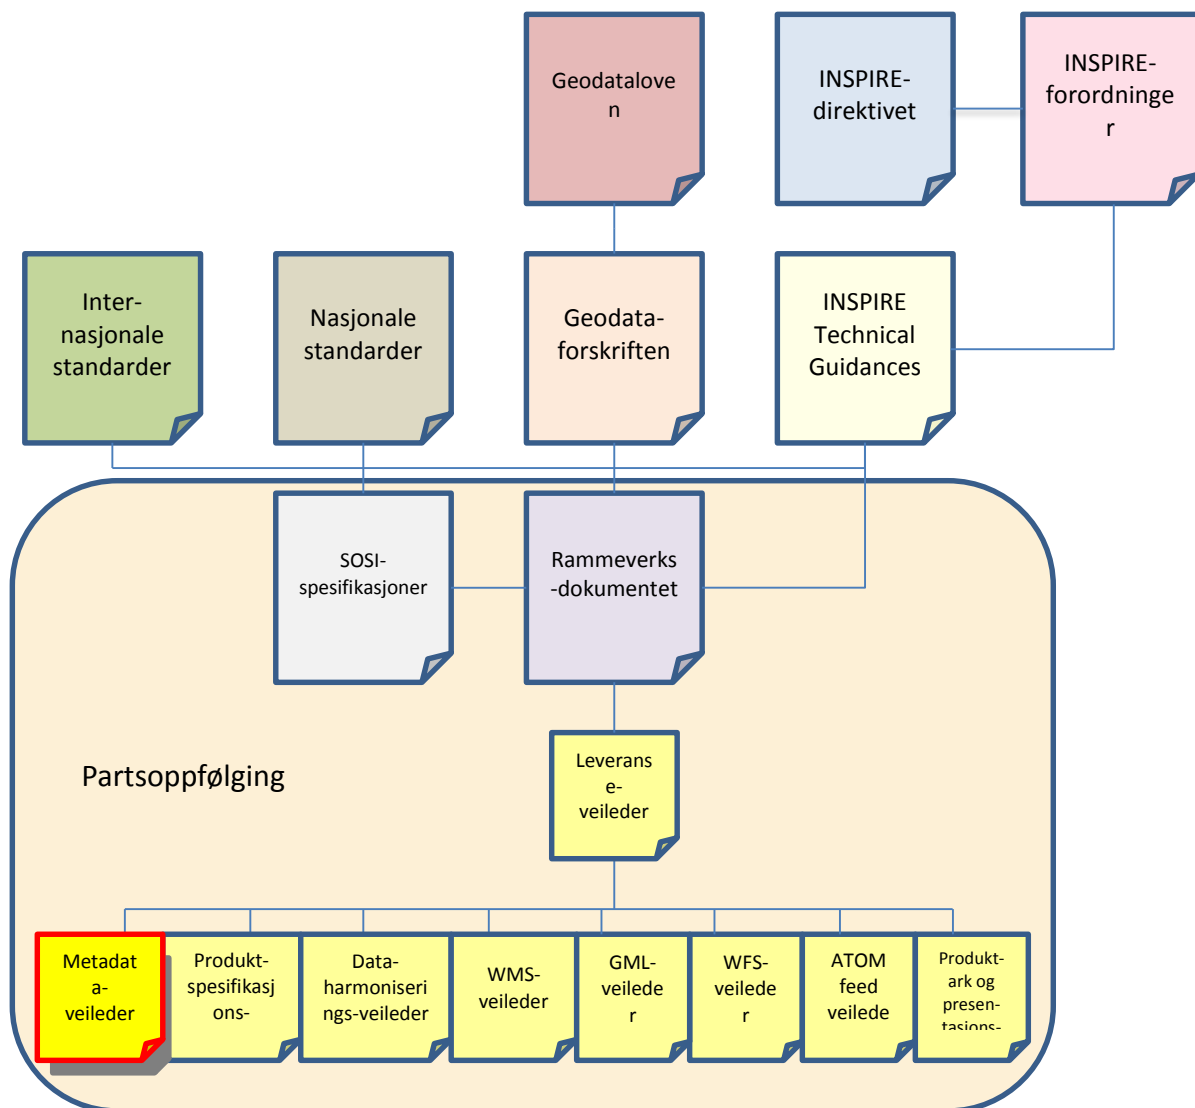 Geodatalove
n
INSPIRE-
direktivet
INSPIRE-
forordninge
r
Inter-
nasjonale
standarder
Nasjonale
standarder
Geodata-
forskriften
INSPIRE
Technical
Guidances
SOSI-
spesifikasjoner
Rammeverks
-dokumentet
Partsoppfølging
Leverans
e-
veileder
Metadat
a-
veileder
Produkt-
spesifikasj
ons-
Data-
harmoniseri
ngs-veileder
WMS-
veileder
GML-
veilede
r
WFS-
veilede
r
ATOM
feed
veilede
Produkt-
ark og
presen-
tasjons-